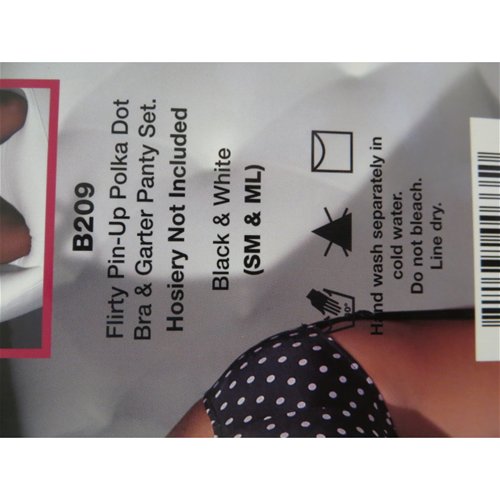 B209
Flirty Pin-Up Polka Dot
Bra & Garter Panty Set.
Hosiery Not Included
Black & White
(SM & ML)
Hand wash separately in
cold water.
Do not bleach.
Line dry.